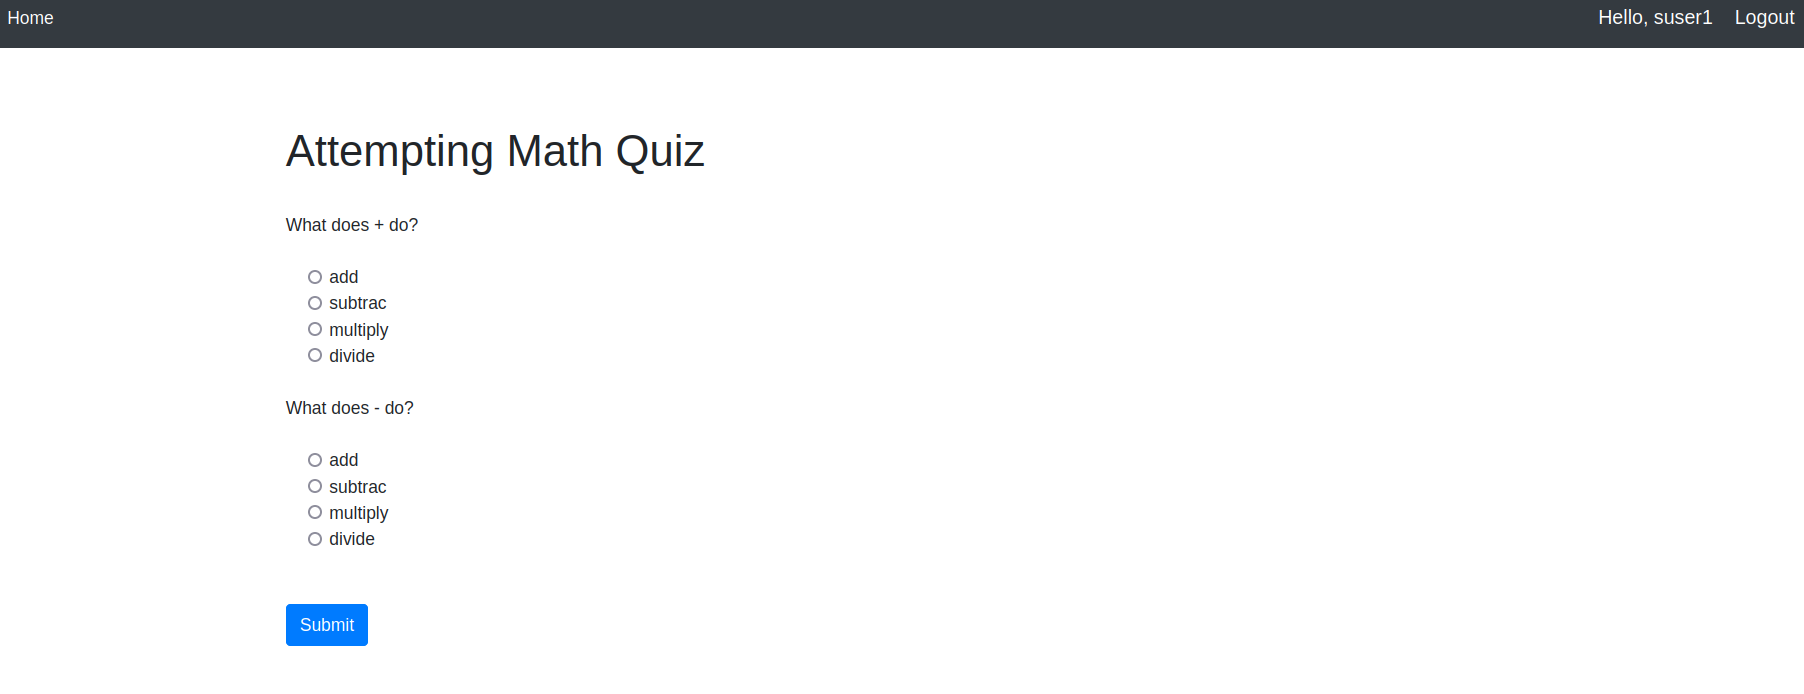 Home
Hello, suser1 Logout
Attempting Math Quiz
What does + do?
add
subtrac
multiply
divide
What does - do?
add
subtrac
multiply
divide
Submit